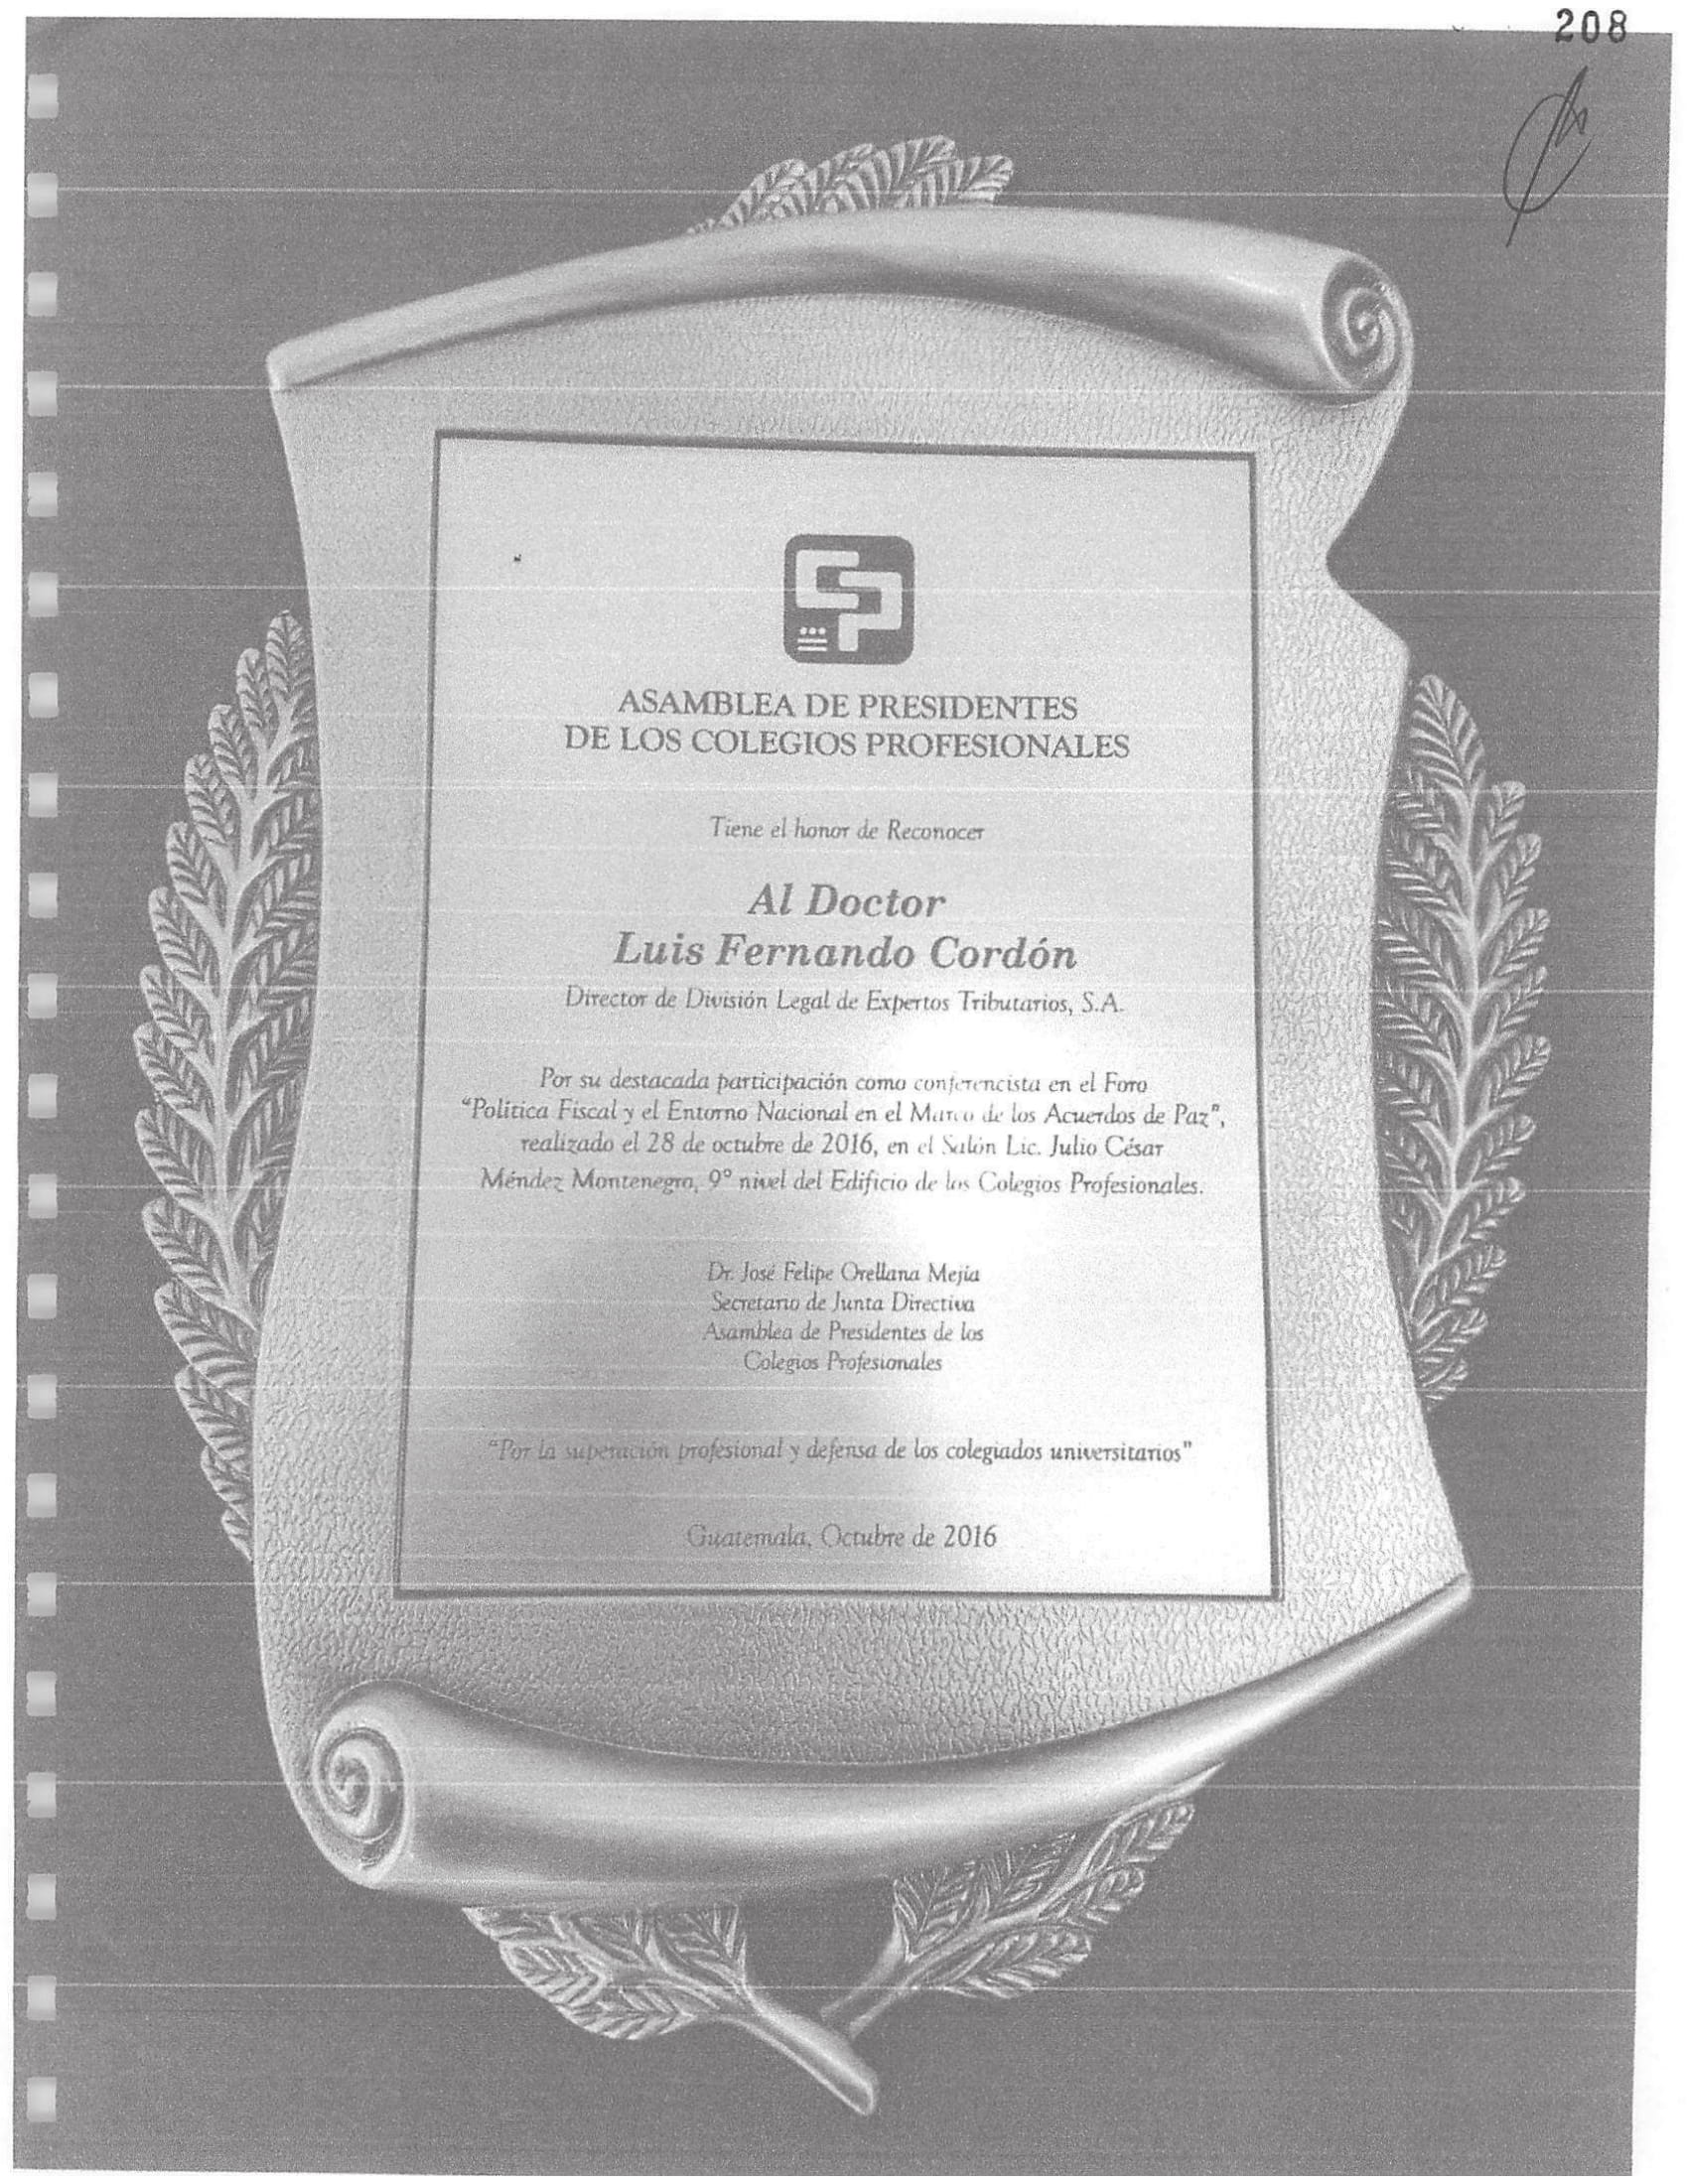 208
CSP
ASAMBLEA DE PRESIDENTES
DE LOS COLEGIOS PROFESIONALES
Tiene el honor de Reconocer
Al Doctor
Luis Fernando Cordón
Director de División Legal de Expertos Tributarios, S.A.
Por su destacada participación como conferencista en el Foro
“Política Fiscal y el Entorno Nacional en el Marco de los Acuerdos de Paz”,
realizado el 28 de octubre de 2016, en el Salón Lic. Julio César
Méndez Montenegro, 9° nivel del Edificio de los Colegios Profesionales.
Dr. José Felipe Orellana Mejía
Secretario de Junta Directiva
Asamblea de Presidentes de los
Colegios Profesionales
“Por la superación profesional y defensa de los colegiados universitarios”
Guatemala, Octubre de 2016